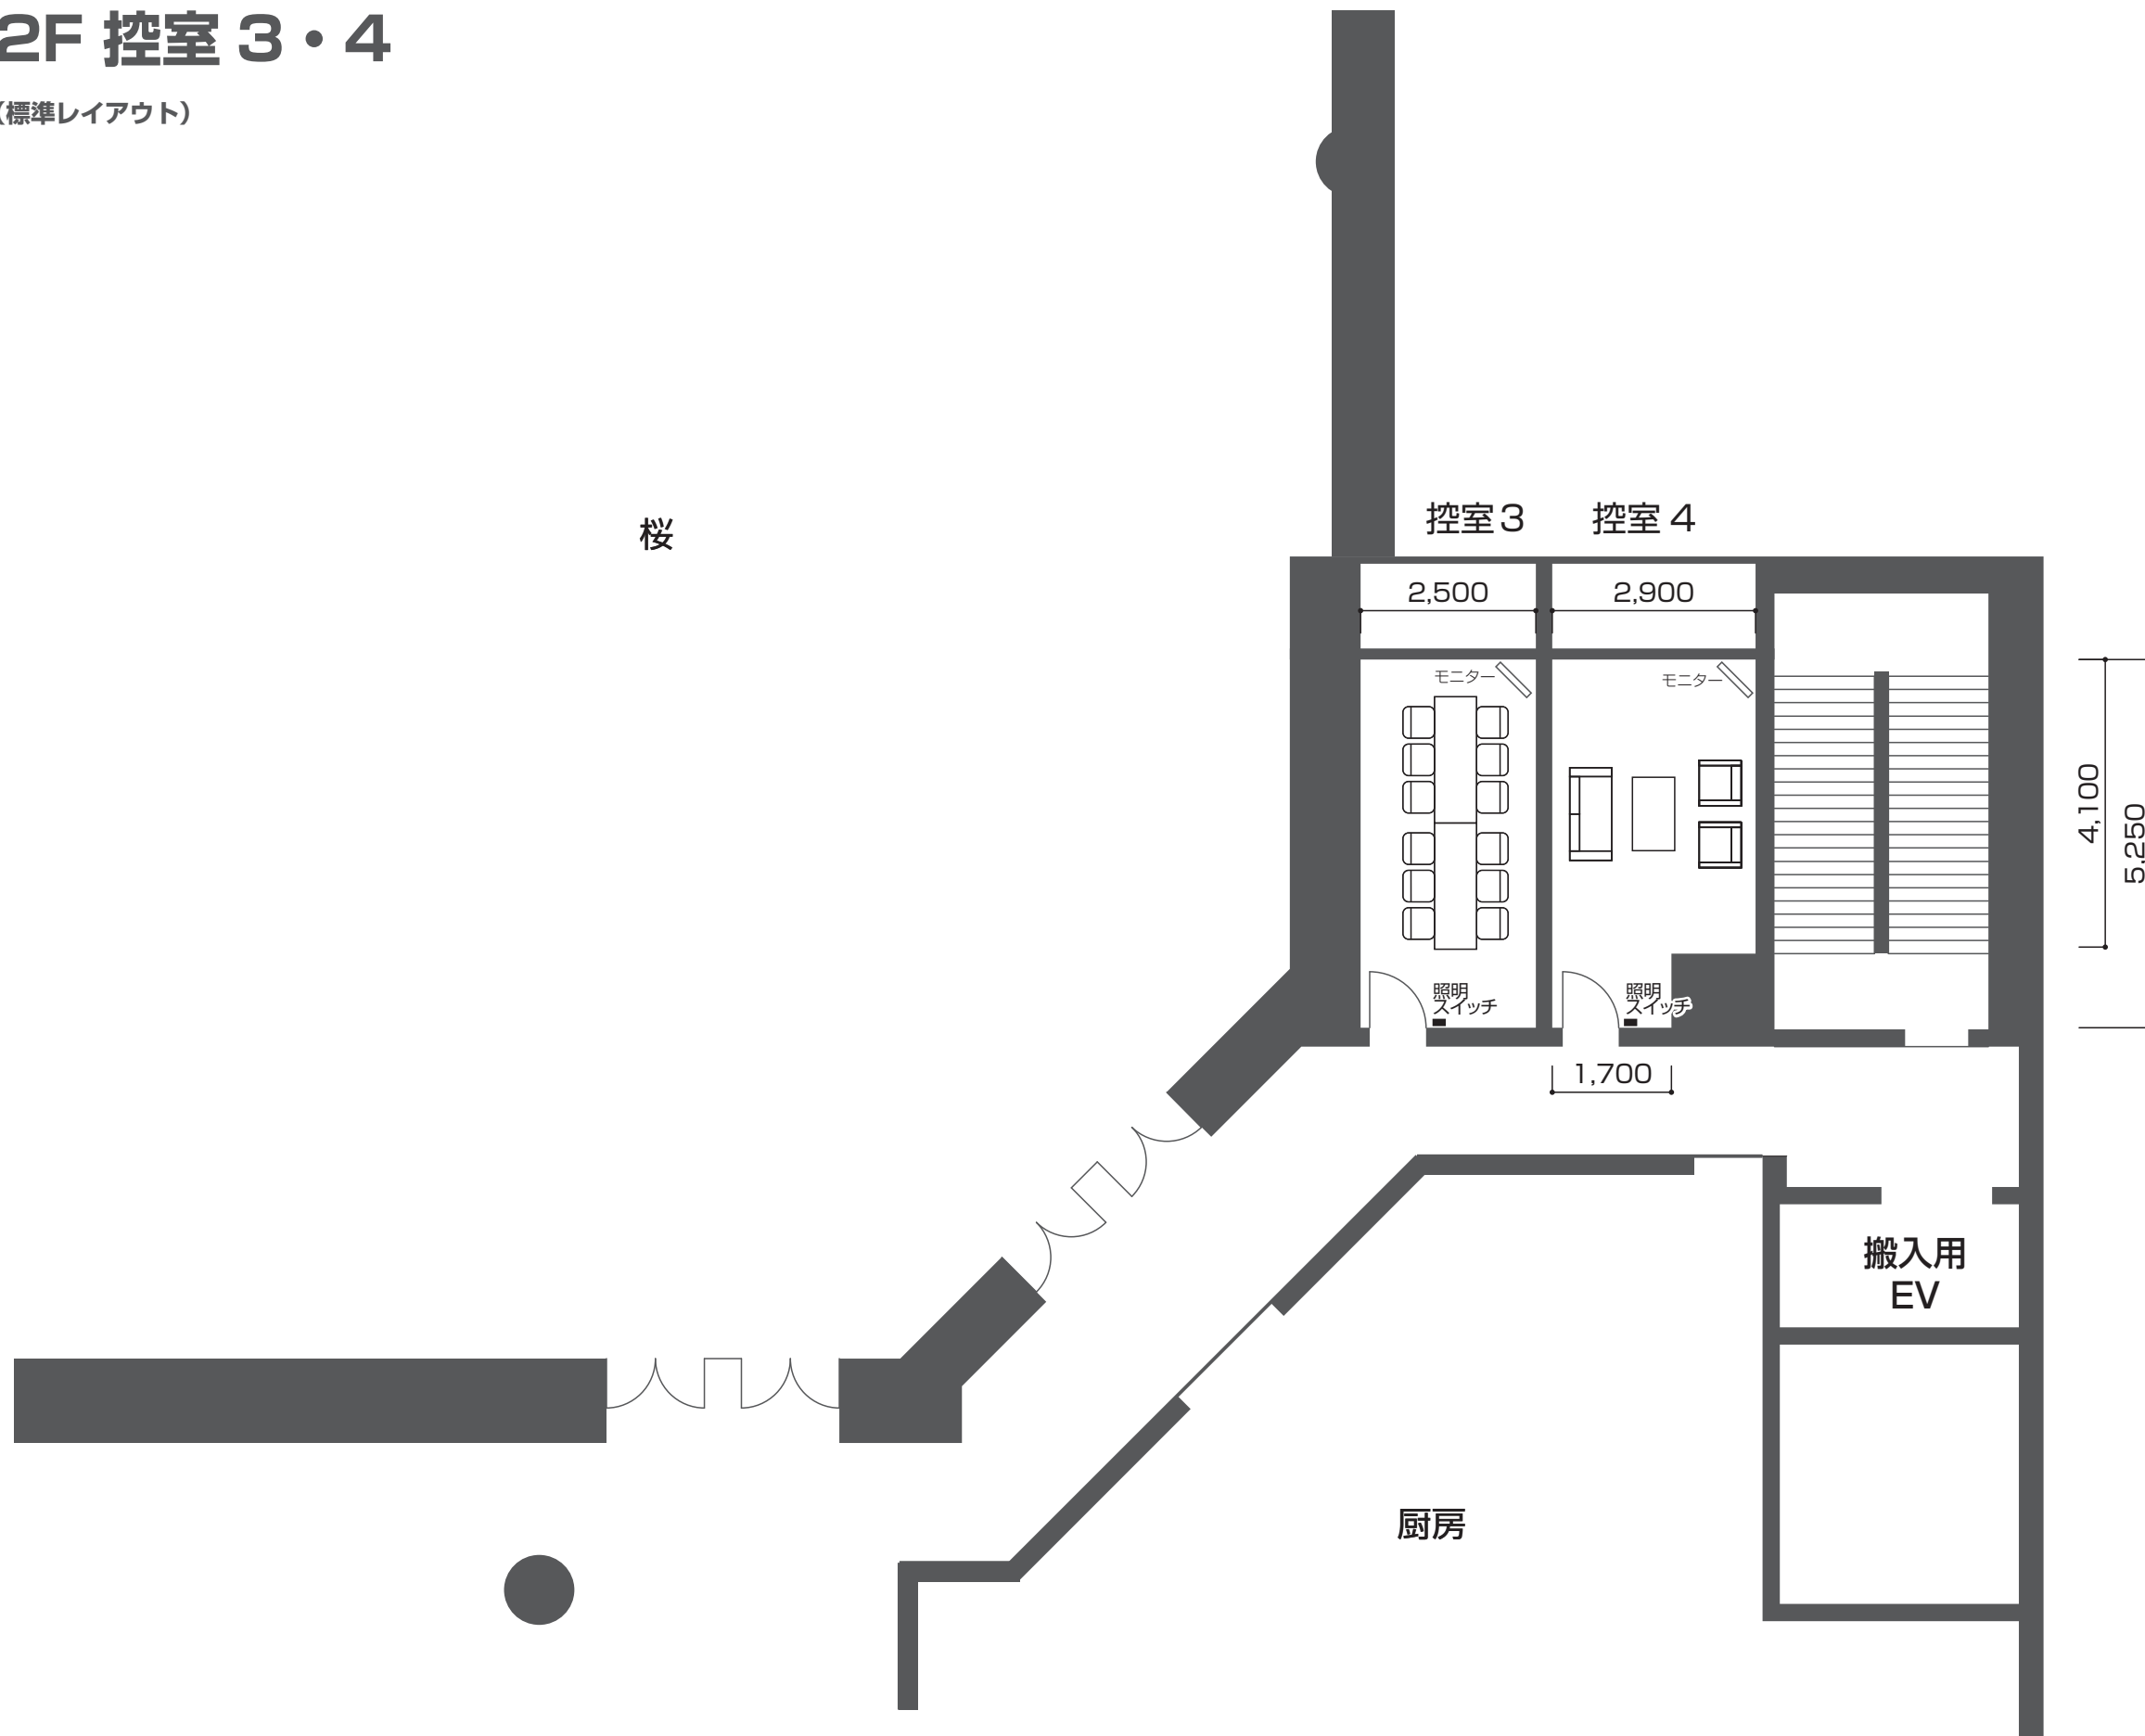 2F 控室 3・4
(標準レイアウト)
桜
控室3 控室4
2,500 2,900
モニター モニター
4,100
5,250
照明
スイッチ
照明
スイッチ
1,700
搬入用
EV
厨房